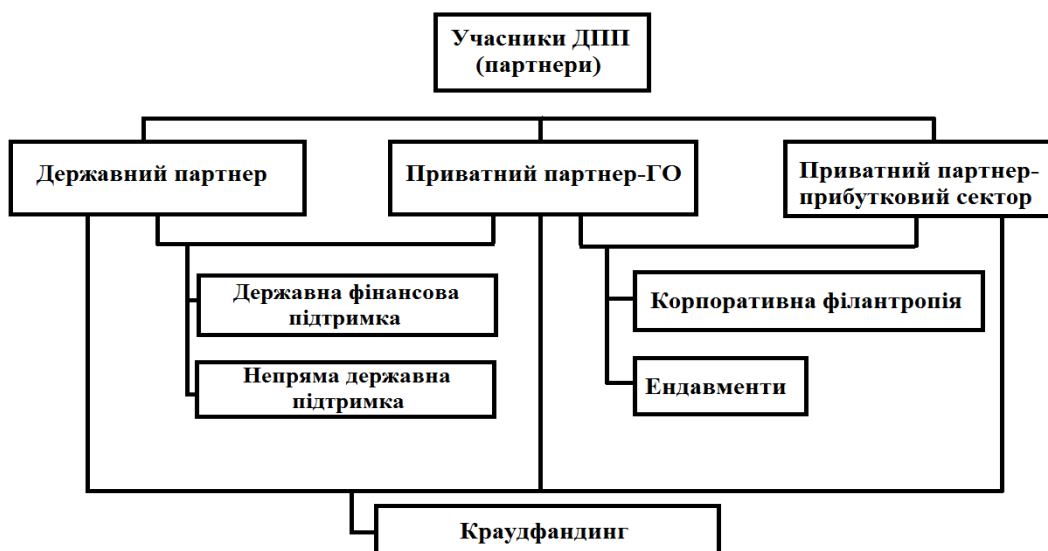 Учасники ДПП
(партнери)
Державний партнер
Приватний партнер-ГО
Приватний партнер-
прибутковий сектор
Державна фінансова
підтримка
Корпоративна філантропія
Непряма державна
підтримка
Ендавменти
Краудфандинг